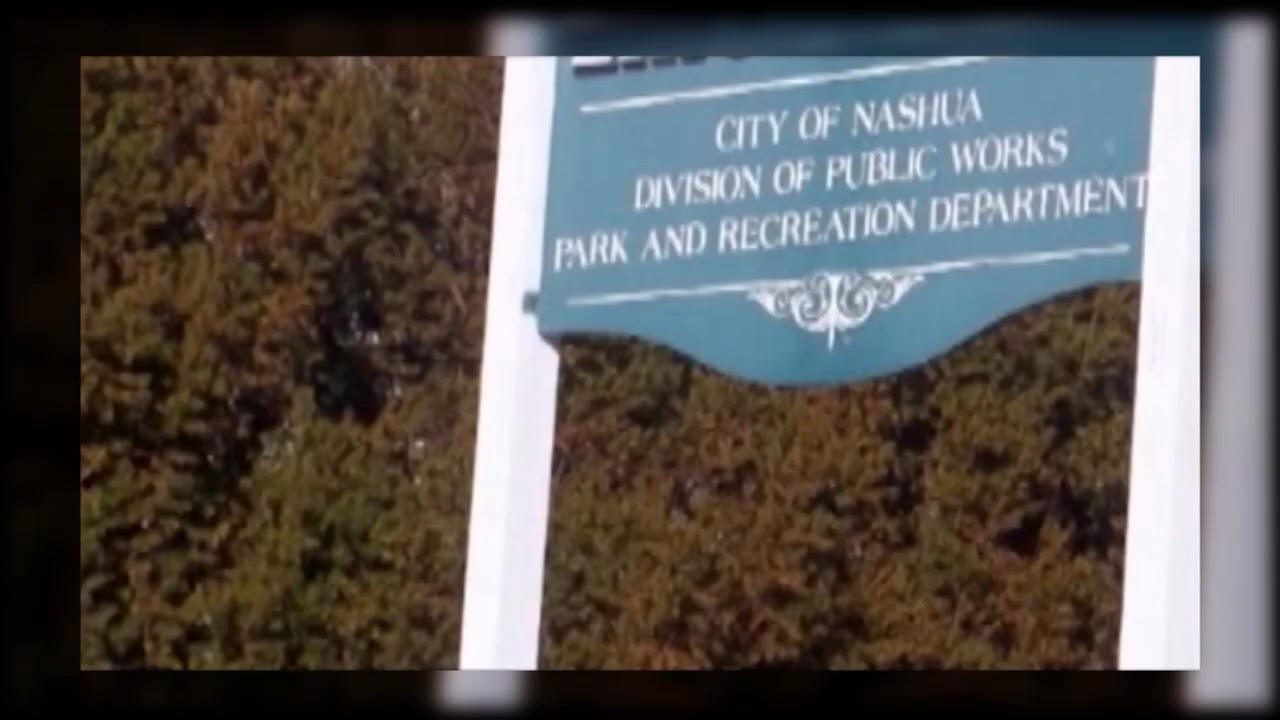 CITY OF NASHUA
DIVISION OF PUBLIC WORKS
PARK AND RECREATION DEPARTMENT